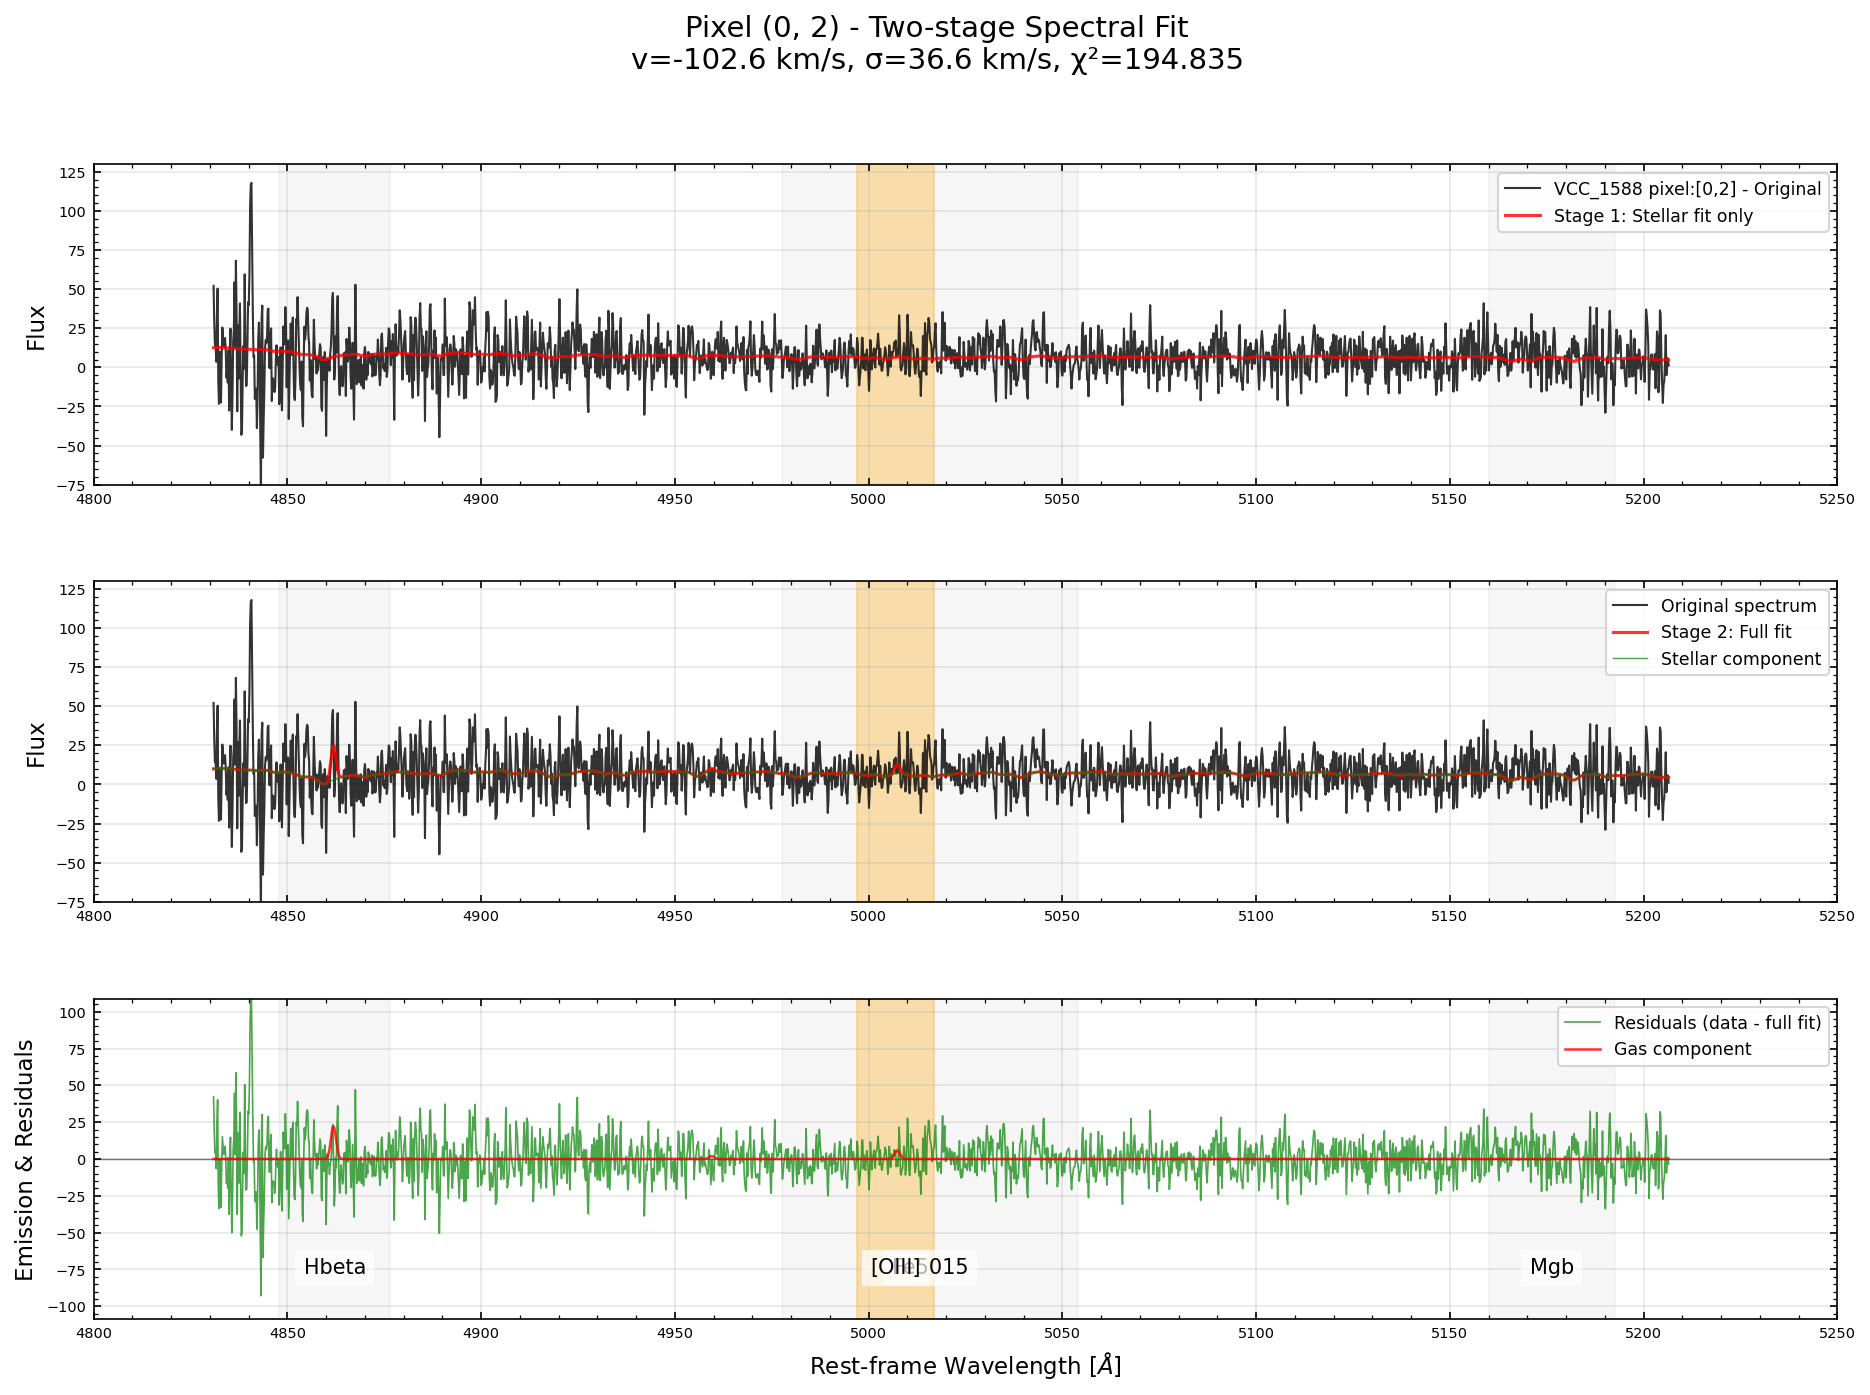 Pixel (0, 2) - Two-stage Spectral Fit
v=-102.6 km/s, σ=36.6 km/s, χ²=194.835
Flux
125
100
75
50
25
0
−25
−50
−75
VCC_1588 pixel:[0,2] - Original
Stage 1: Stellar fit only
4800 4850 4900 4950 5000 5050 5100 5150 5200 5250
Flux
125
100
75
50
25
0
−25
−50
−75
Original spectrum
Stage 2: Full fit
Stellar component
4800 4850 4900 4950 5000 5050 5100 5150 5200 5250
Emission & Residuals
100
75
50
25
0
−25
−50
−75
−100
Residuals (data - full fit)
Gas component
Hbeta
[OIII]
Mgb
4800 4850 4900 4950 5000 5050 5100 5150 5200 5250
Rest-frame Wavelength [Å]